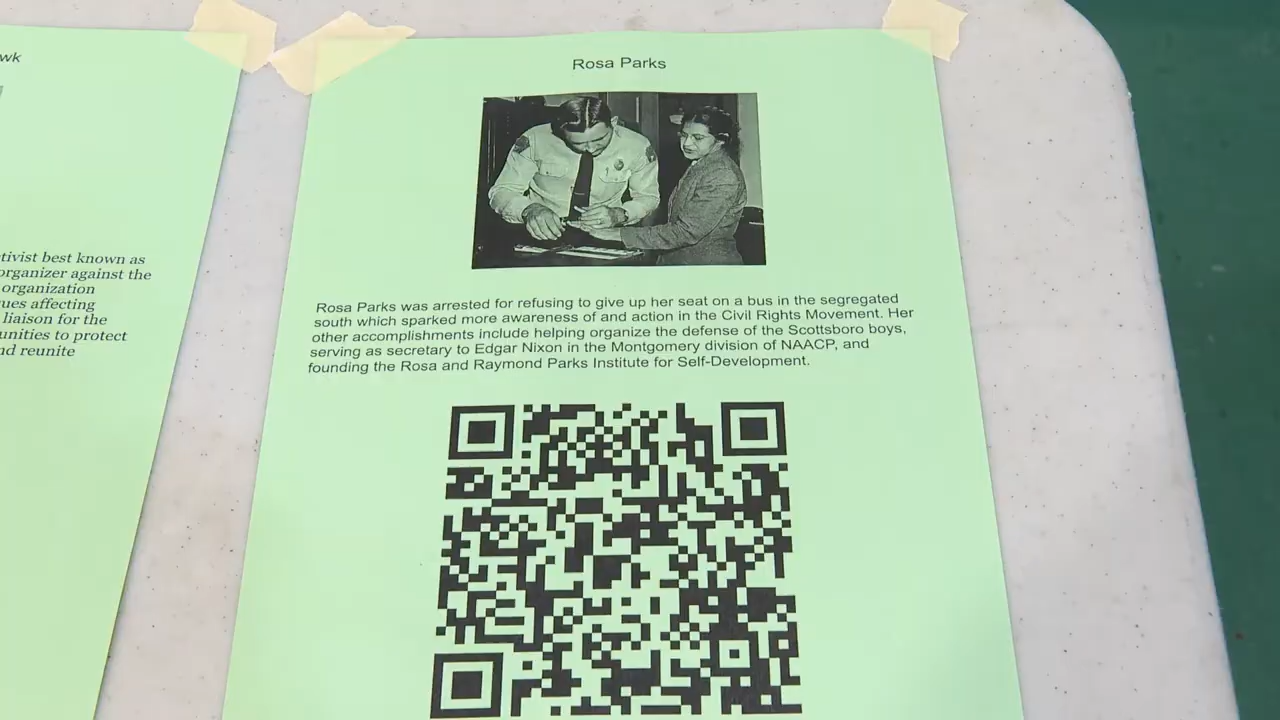 wk
tivist best known as
organizer against the
organization
ues affecting
liaison for the
unities to protect
nd reunite
Rosa Parks
Rosa Parks was arrested for refusing to give up her seat on a bus in the segregated
south which sparked more awareness of and action in the Civil Rights Movement. Her
other accomplishments include helping organize the defense of the Scottsboro boys,
serving as secretary to Edgar Nixon in the Montgomery division of NAACP, and
founding the Rosa and Raymond Parks Institute for Self-Development.